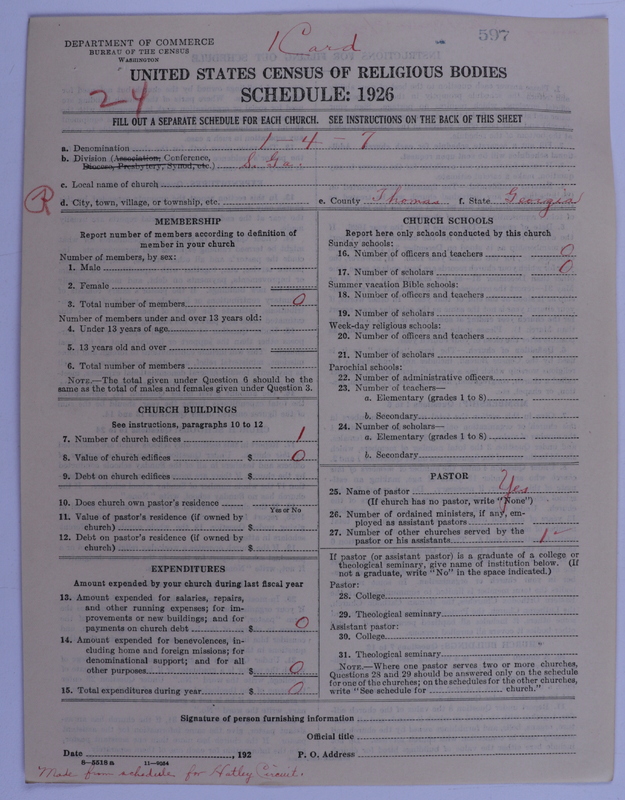 DEPARTMENT OF COMMERCE
BUREAU OF THE CENSUS
WASHINGTON
1 Card
597
UNITED STATES CENSUS OF RELIGIOUS BODIES
24
SCHEDULE: 1926
FILL OUT A SEPARATE SCHEDULE FOR EACH CHURCH. SEE INSTRUCTIONS ON THE BACK OF THIS SHEET
a. Denomination 1-4-7
b. Division (Association, Conference, Diocese, Presbytery, Synod, etc.) S. Ga.
c. Local name of church
R
d. City, town, village, or township, etc. e. County Thomas f. State Georgia
MEMBERSHIP
Report number of members according to definition of
member in your church
Number of members, by sex:
1. Male
2. Female
3. Total number of members 0
Number of members under and over 13 years old:
4. Under 13 years of age
5. 13 years old and over
6. Total number of members
NOTE.—The total given under Question 6 should be the
same as the total of males and females given under Question 3.
CHURCH BUILDINGS
See instructions, paragraphs 10 to 12
7. Number of church edifices 1
8. Value of church edifices $ 0
9. Debt on church edifices $
10. Does church own pastor's residence
Yes or No
11. Value of pastor's residence (if owned by
church) $
12. Debt on pastor's residence (if owned by
church) $
EXPENDITURES
Amount expended by your church during last fiscal year
13. Amount expended for salaries, repairs,
and other running expenses; for im-
provements or new buildings; and for
payments on church debt $ 0
14. Amount expended for benevolences, in-
cluding home and foreign missions; for
denominational support; and for all
other purposes $ 0
15. Total expenditures during year $ 0
CHURCH SCHOOLS
Report here only schools conducted by this church
Sunday schools:
16. Number of officers and teachers 0
17. Number of scholars 0
Summer vacation Bible schools:
18. Number of officers and teachers
19. Number of scholars
Week-day religious schools:
20. Number of officers and teachers
21. Number of scholars
Parochial schools:
22. Number of administrative officers
23. Number of teachers—
a. Elementary (grades 1 to 8)
b. Secondary
24. Number of scholars—
a. Elementary (grades 1 to 8)
b. Secondary
PASTOR
25. Name of pastor Yes
(If church has no pastor, write "None")
26. Number of ordained ministers, if any, em-
ployed as assistant pastors
27. Number of other churches served by the
pastor or his assistants 1-
If pastor (or assistant pastor) is a graduate of a college or
theological seminary, give name of institution below. (If
not a graduate, write "No" in the space indicated.)
Pastor:
28. College
29. Theological seminary
Assistant pastor:
30. College
31. Theological seminary
NOTE.—Where one pastor serves two or more churches,
Questions 28 and 29 should be answered only on the schedule
for one of the churches; on the schedules for the other churches,
write "See schedule for church."
Signature of person furnishing information
Official title
Date , 192 P. O. Address
8—5518 a 11—9024
Made from schedule for Hatley Circuit.